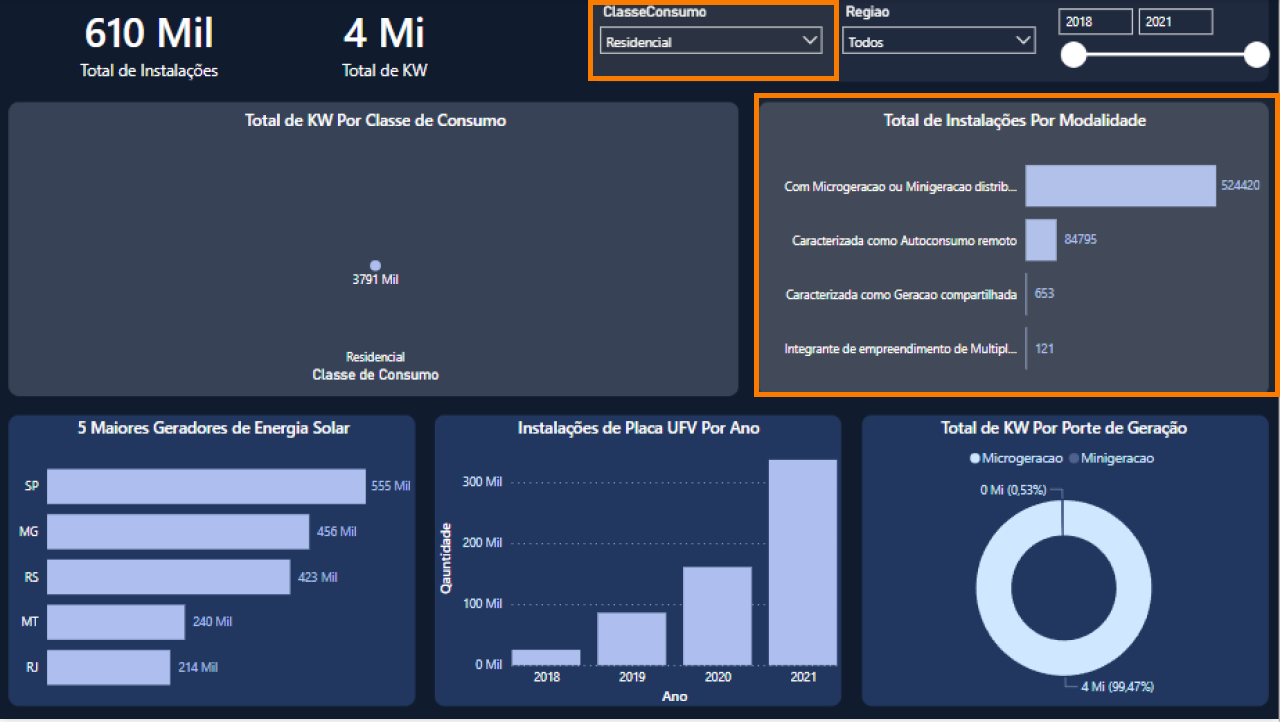 610 Mil
Total de Instalações
4 Mi
Total de KW
ClasseConsumo
Residencial
Regiao
Todos
2018
2021
Total de KW Por Classe de Consumo
3791 Mil
Residencial
Classe de Consumo
Total de Instalações Por Modalidade
Com Microgeracao ou Minigeracao distrib...
524420
Caracterizada como Autoconsumo remoto
84795
Caracterizada como Geracao compartilhada
653
Integrante de empreendimento de Multipl...
121
5 Maiores Geradores de Energia Solar
SP
555 Mil
MG
456 Mil
RS
423 Mil
MT
240 Mil
RJ
214 Mil
Instalações de Placa UFV Por Ano
Qauntidade
300 Mil
200 Mil
100 Mil
0 Mil
2018
2019
2020
2021
Ano
Total de KW Por Porte de Geração
Microgeracao
Minigeracao
0 Mi (0,53%)
4 Mi (99,47%)